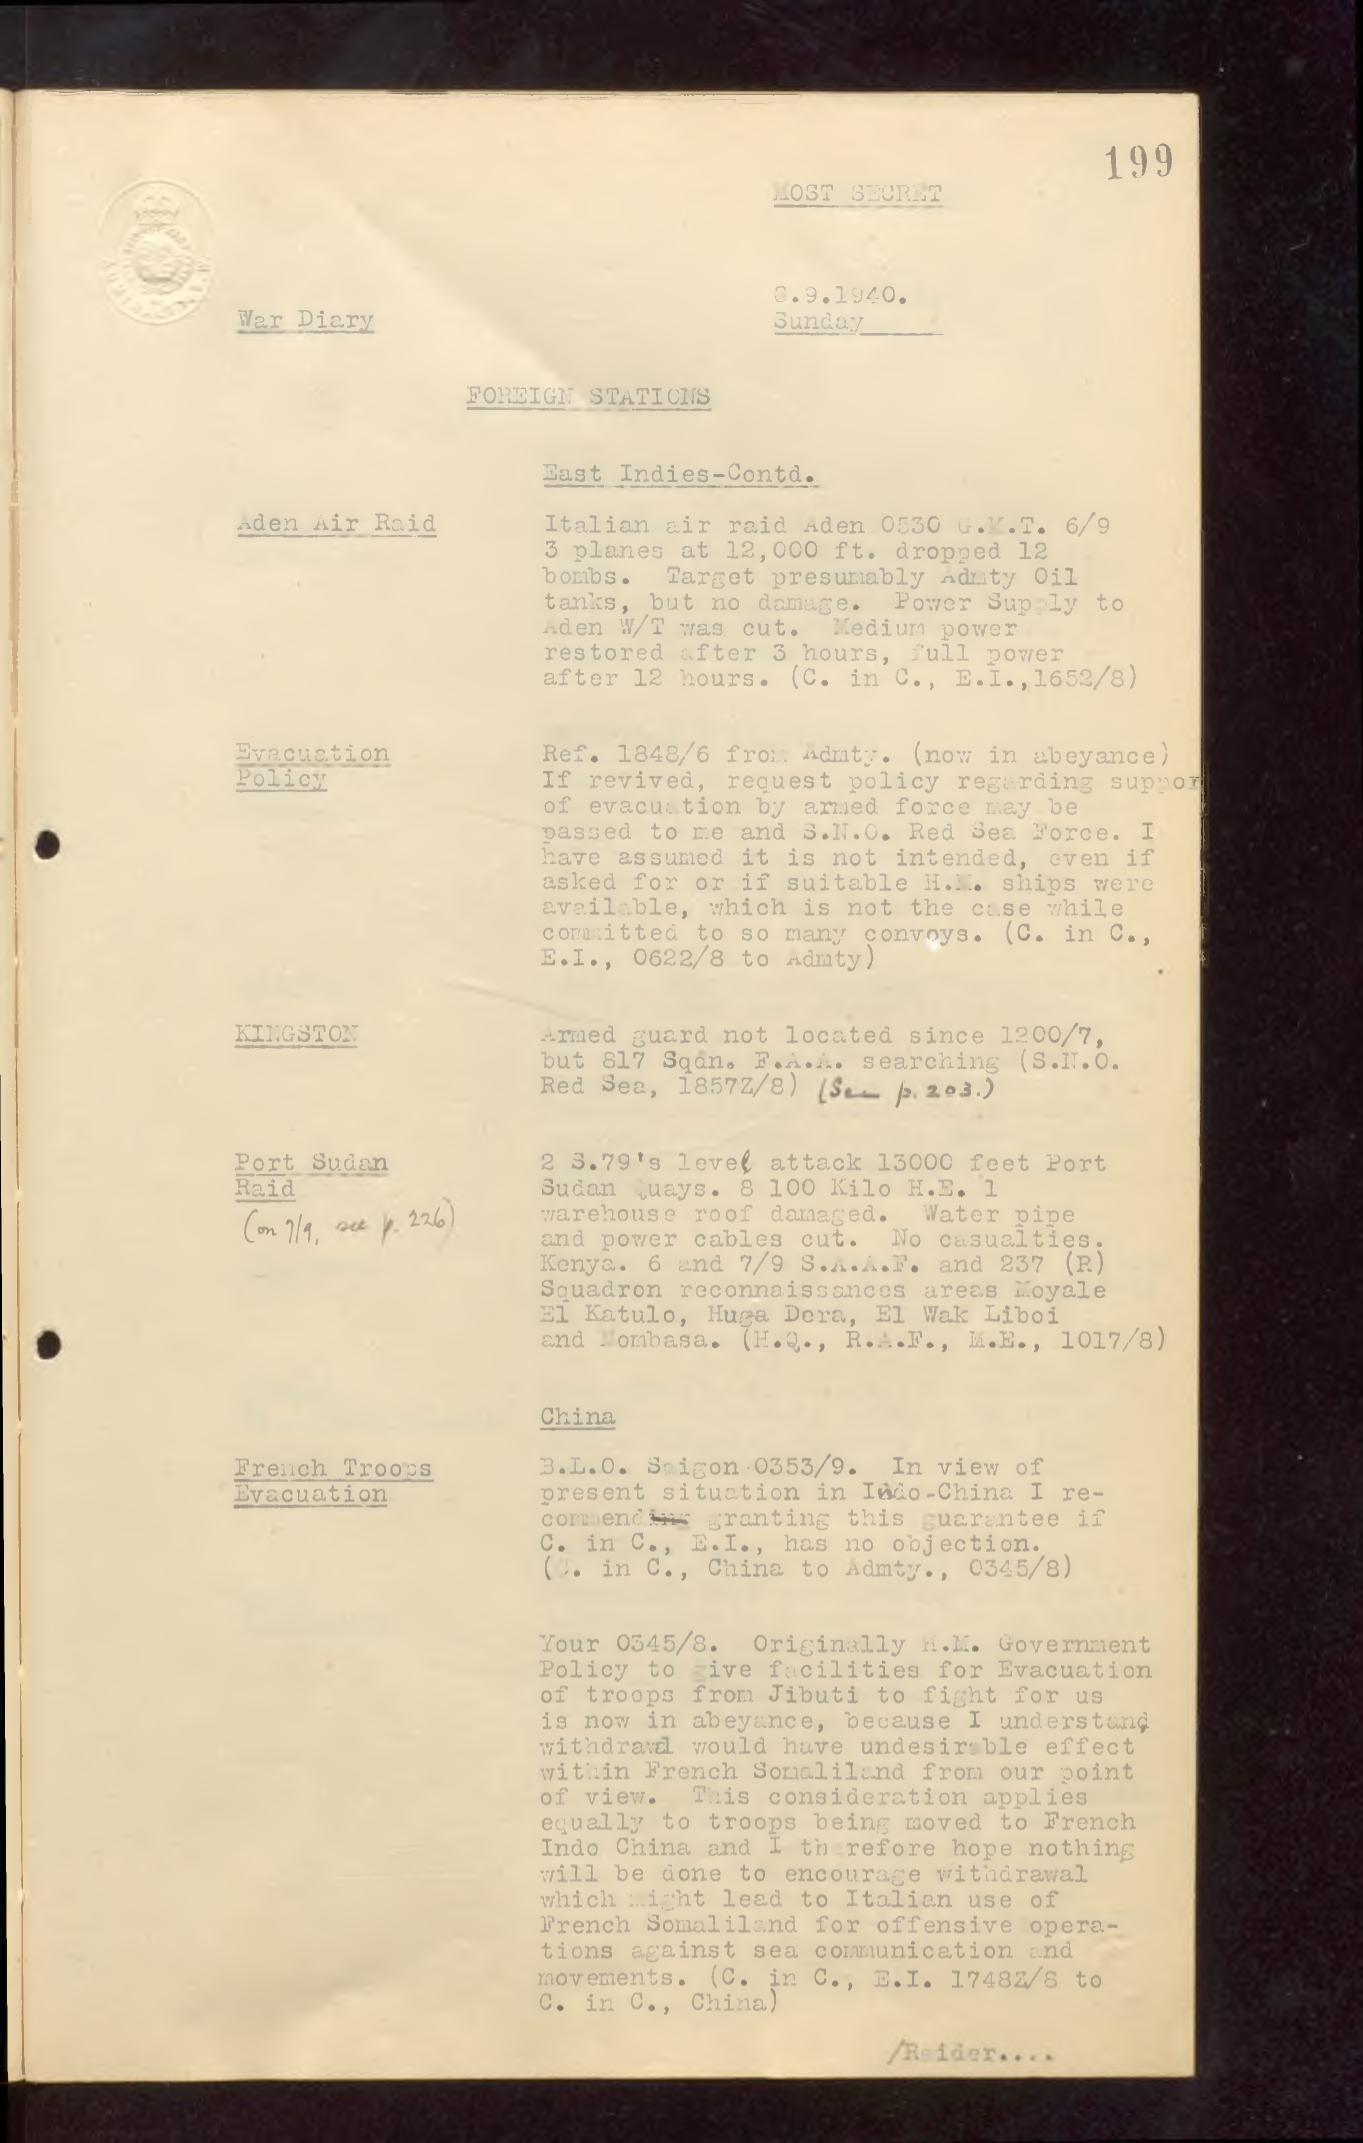 199
MOST SECRET
8.9.1940.
War Diary
Sunday
FOREIGN STATIONS
East Indies-Contd.
Aden Air Raid
Italian air raid Aden 0530 G.M.T. 6/9
3 planes at 12,000 ft. dropped 12
bombs. Target presumably Admty Oil
tanks, but no damage. Power Supply to
Aden W/T was cut. Medium power
restored after 3 hours, full power
after 12 hours. (C. in C., E.I.,1652/8)
Evacuation
Policy
Ref. 1848/6 from Admty. (now in abeyance)
If revived, request policy regarding suppor
of evacuation by armed force may be
passed to me and S.N.O. Red Sea Force. I
have assumed it is not intended, even if
asked for or if suitable H.M. ships were
available, which is not the case while
committed to so many convoys. (C. in C.,
E.I., 0622/8 to Admty)
KINGSTON
Armed guard not located since 1200/7,
but 817 Sqdn. F.A.A. searching (S.N.O.
Red Sea, 1857Z/8) (See p. 203.)
Port Sudan
Raid
(on 7/9, see p. 226)
2 S.79's level attack 13000 feet Port
Sudan Quays. 8 100 Kilo H.E. 1
warehouse roof damaged. Water pipe
and power cables cut. No casualties.
Kenya. 6 and 7/9 S.A.A.F. and 237 (R)
Squadron reconnaissances areas Moyale
El Katulo, Huga Dera, El Wak Liboi
and Mombasa. (H.Q., R.A.F., M.E., 1017/8)
China
French Troops
Evacuation
B.L.O. Saigon 0353/9. In view of
present situation in Indo-China I re-
commending granting this guarantee if
C. in C., E.I., has no objection.
(C. in C., China to Admty., 0345/8)
Your 0345/8. Originally H.M. Government
Policy to give facilities for Evacuation
of troops from Jibuti to fight for us
is now in abeyance, because I understand
withdrawal would have undesirable effect
within French Somaliland from our point
of view. This consideration applies
equally to troops being moved to French
Indo China and I therefore hope nothing
will be done to encourage withdrawal
which might lead to Italian use of
French Somaliland for offensive opera-
tions against sea communication and
movements. (C. in C., E.I. 1748Z/8 to
C. in C., China)
/Raider....